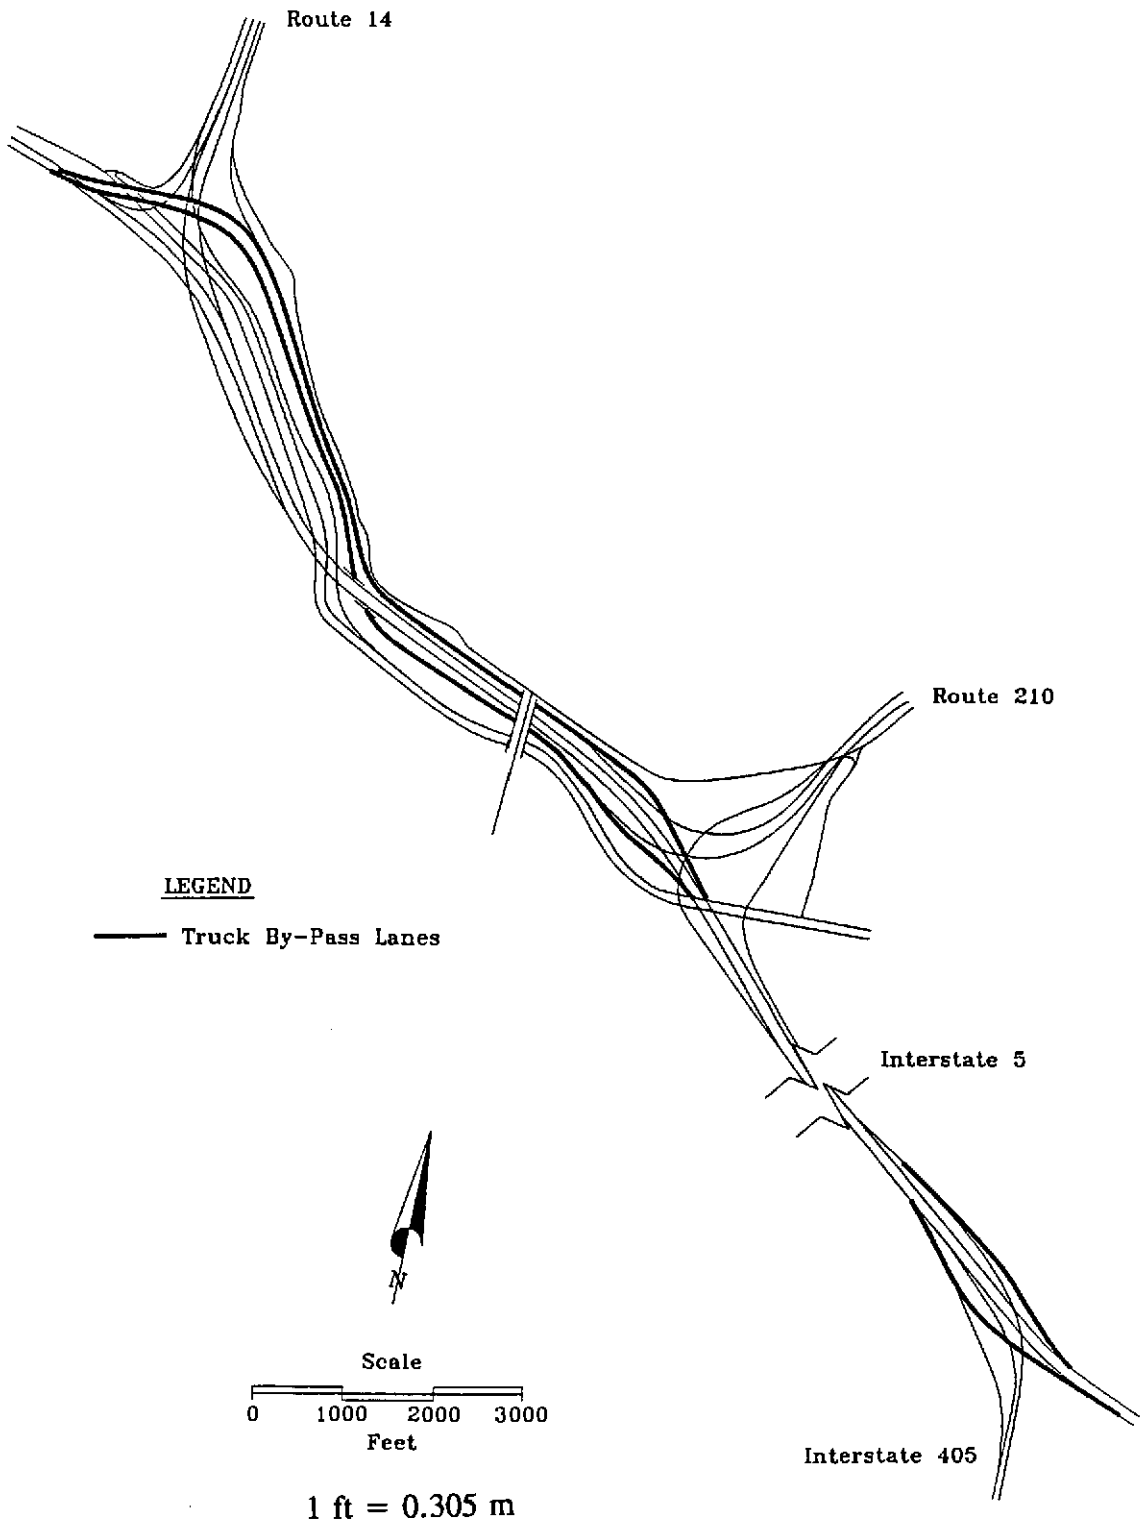 Route 14
Route 210
LEGEND
Truck By-Pass Lanes
Interstate 5
N
Scale
0 1000 2000 3000
Feet
Interstate 405
1 ft = 0.305 m